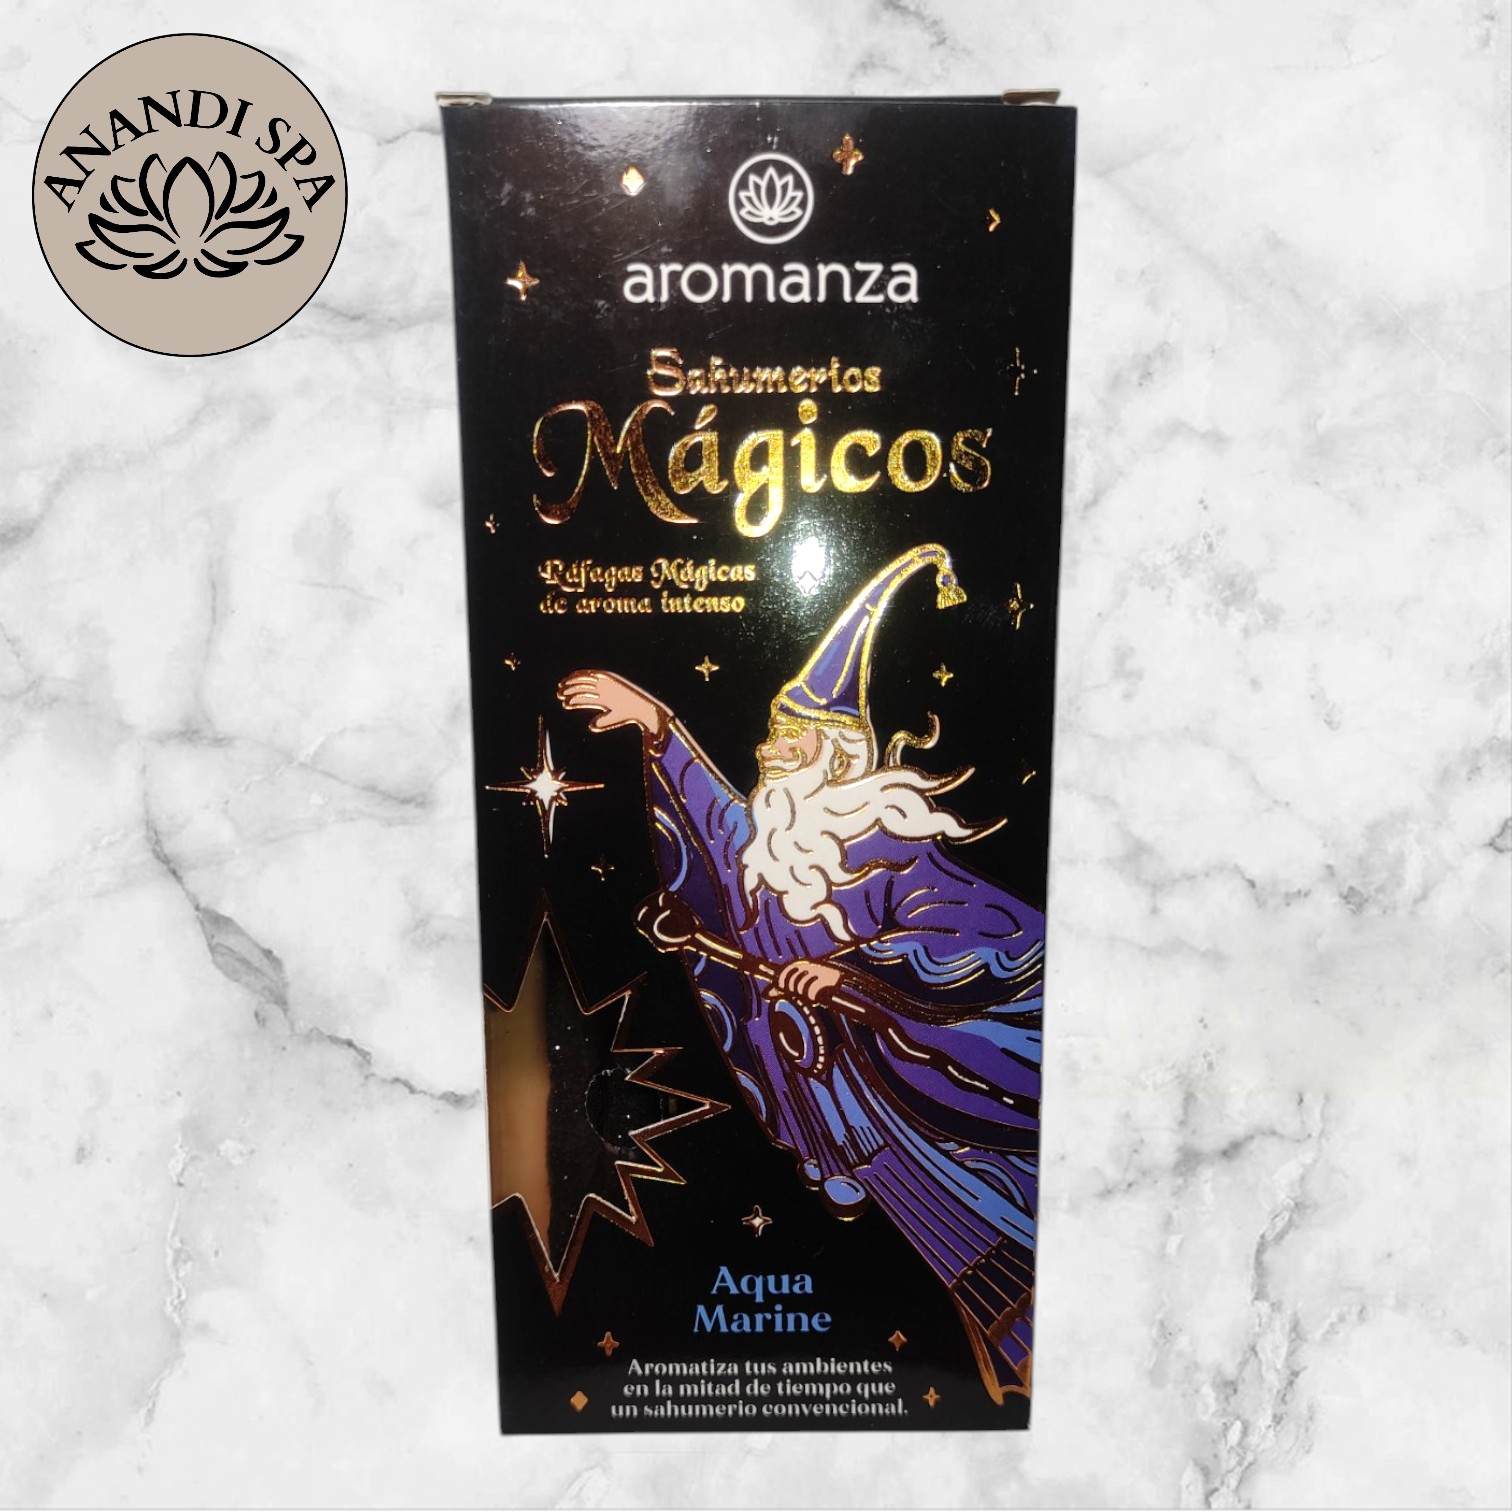 ANANDI SPA
aromanza
Sahumerios
Mágicos
Ráfagas Mágicas
de aroma intenso
Aqua
Marine
Aromatiza tus ambientes
en la mitad de tiempo que
un sahumerio convencional.